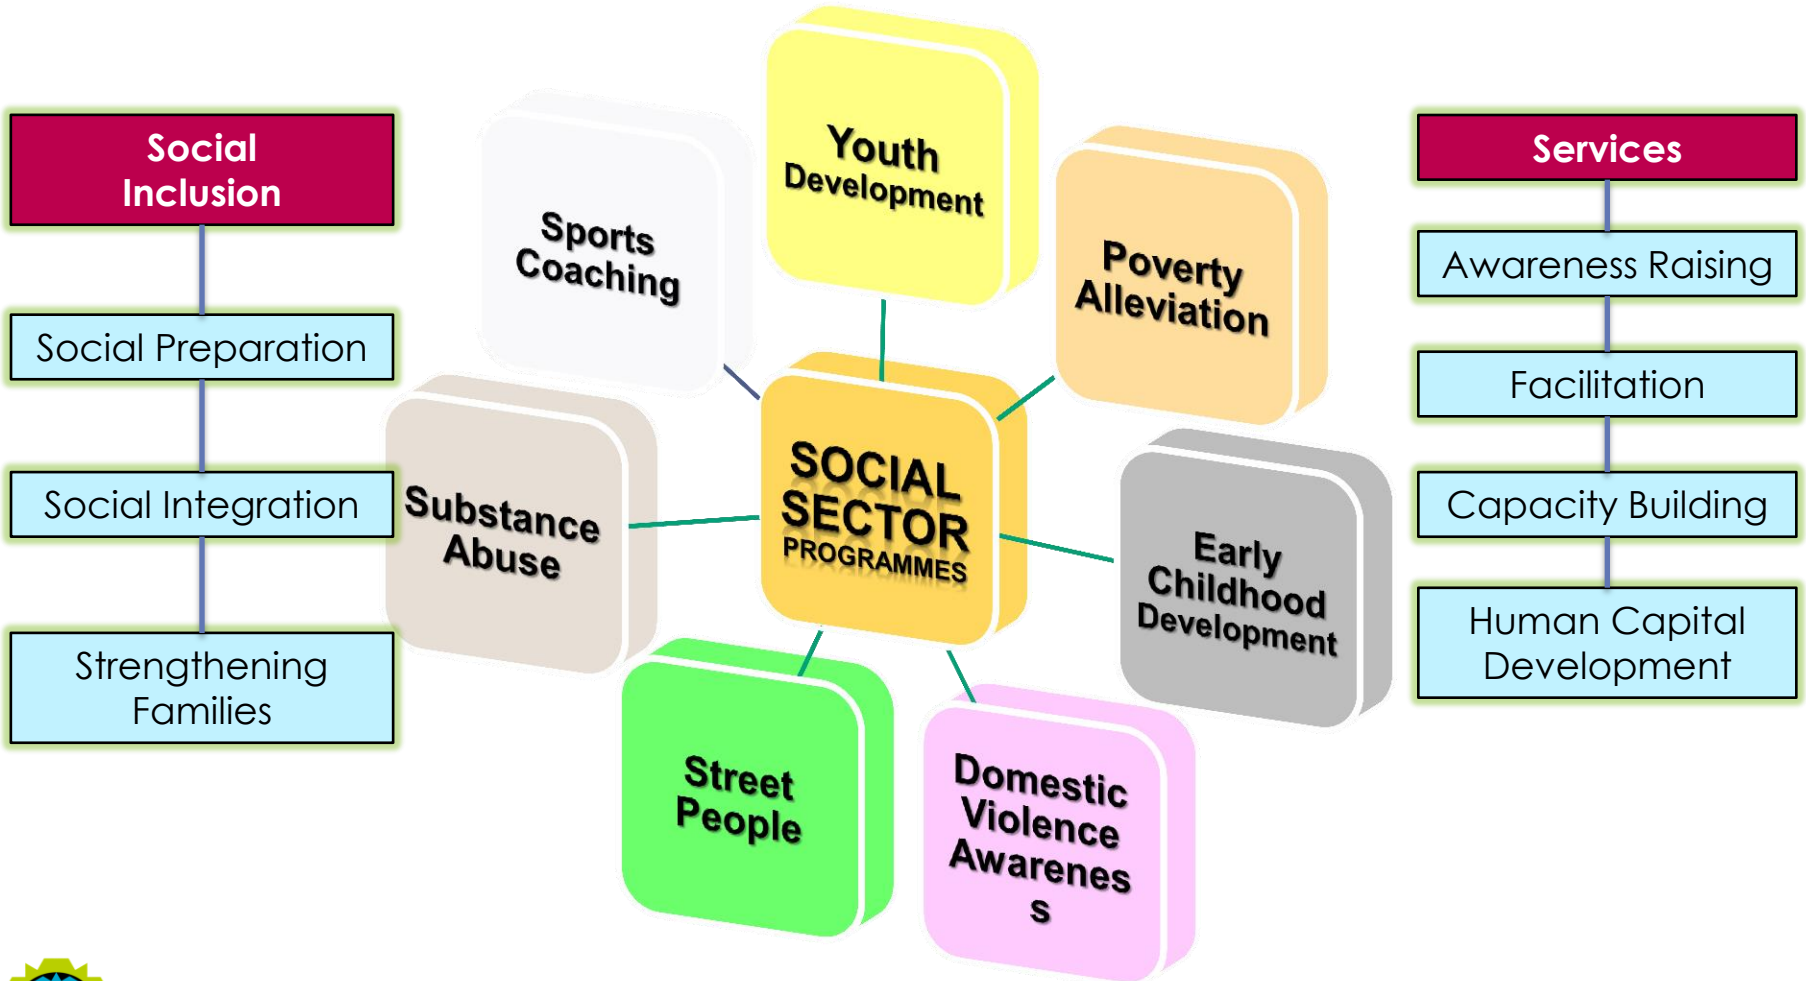 Social
Inclusion
Social Preparation
Social Integration
Strengthening
Families
Youth
Development
Sports
Coaching
Poverty
Alleviation
Substance
Abuse
SOCIAL
SECTOR
PROGRAMMES
Early
Childhood
Development
Street
People
Domestic
Violence
Awarenes
s
Services
Awareness Raising
Facilitation
Capacity Building
Human Capital
Development